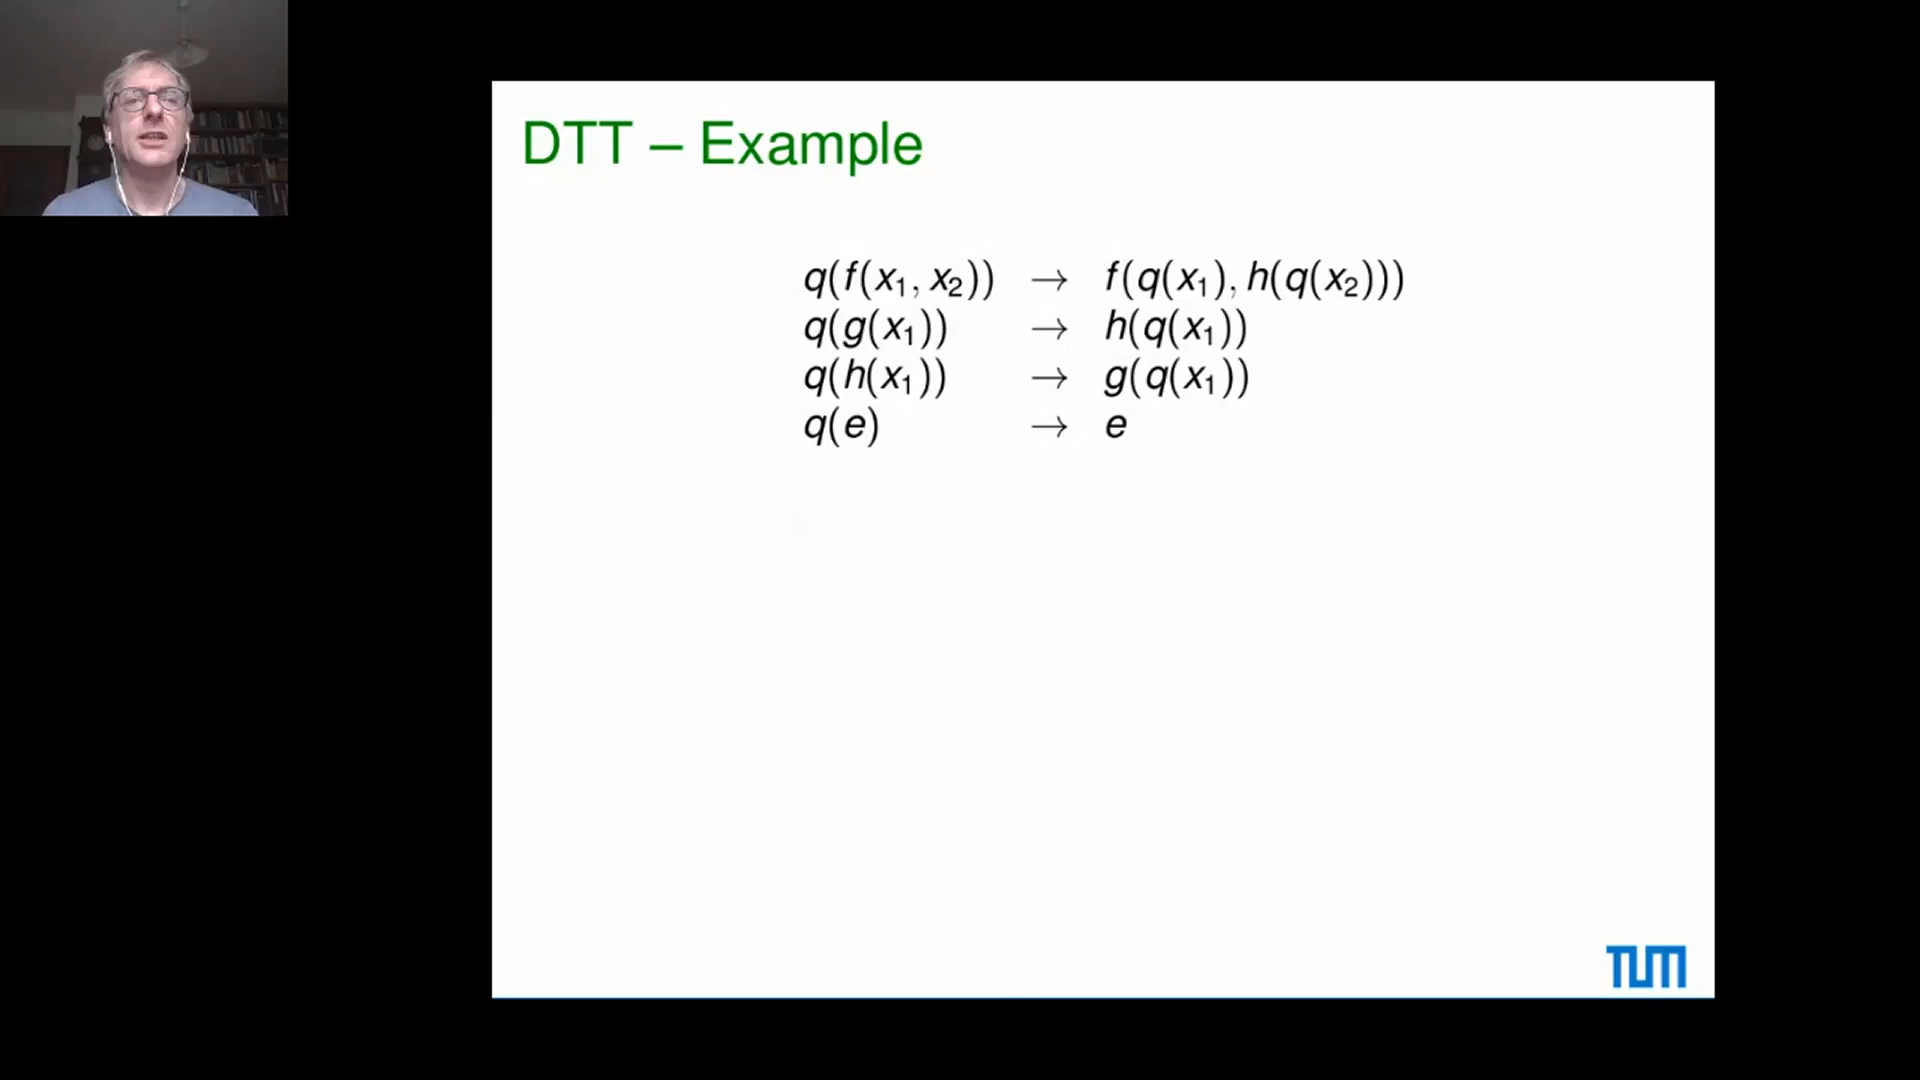 DTT – Example
q(f(x₁, x₂)) → f(q(x₁), h(q(x₂)))
q(g(x₁)) → h(q(x₁))
q(h(x₁)) → g(q(x₁))
q(e) → e
TUM